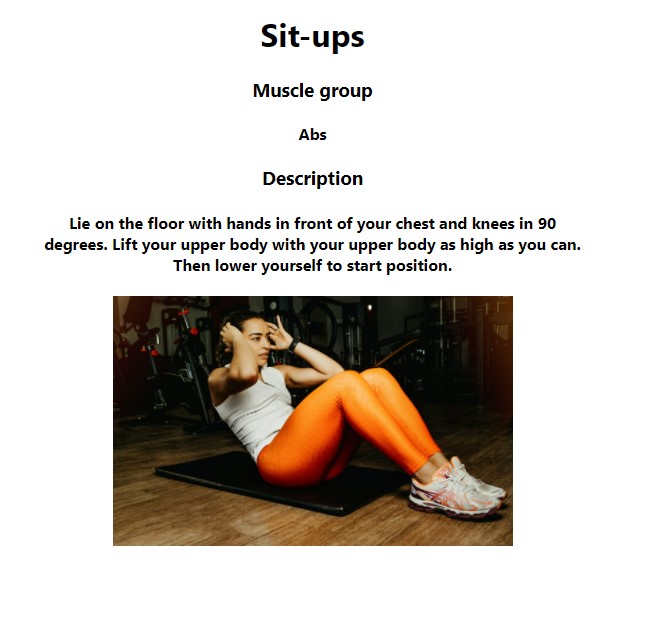 Sit-ups
Muscle group
Abs
Description
Lie on the floor with hands in front of your chest and knees in 90
degrees. Lift your upper body with your upper body as high as you can.
Then lower yourself to start position.